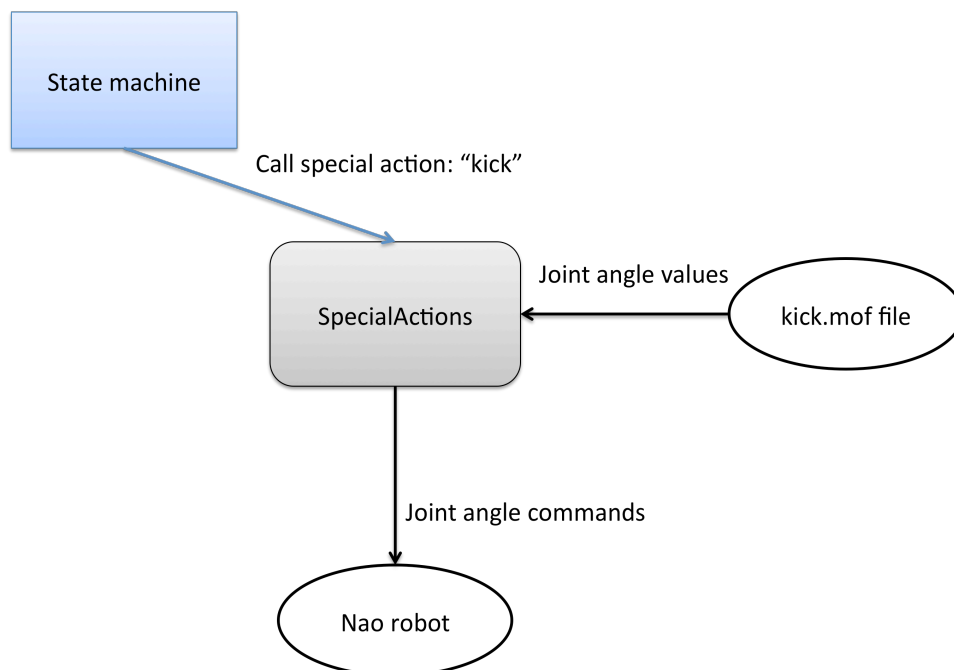 State machine
Call special action: “kick”
Joint angle values
SpecialActions
kick.mof file
Joint angle commands
Nao robot